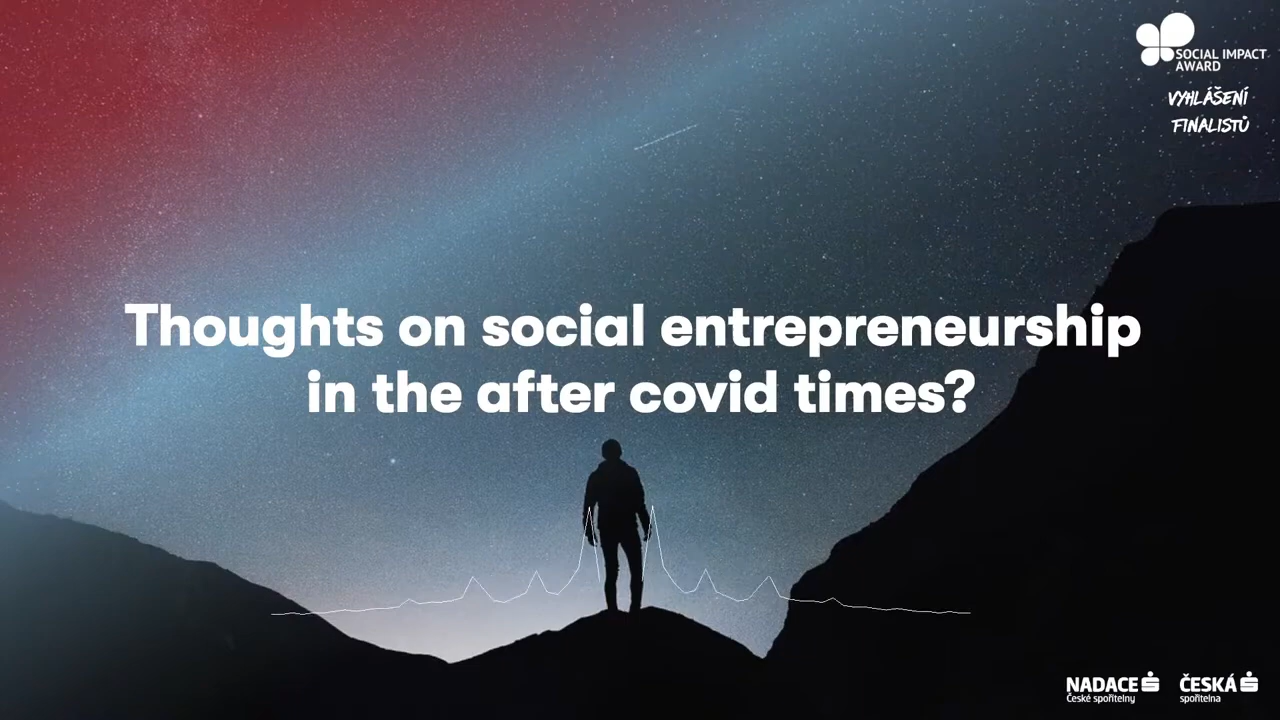 SOCIAL IMPACT
AWARD
VYHLÁŠENÍ
FINALISTŮ
Thoughts on social entrepreneurship
in the after covid times?
NADACE
České spořitelny
ČESKÁ
spořitelna